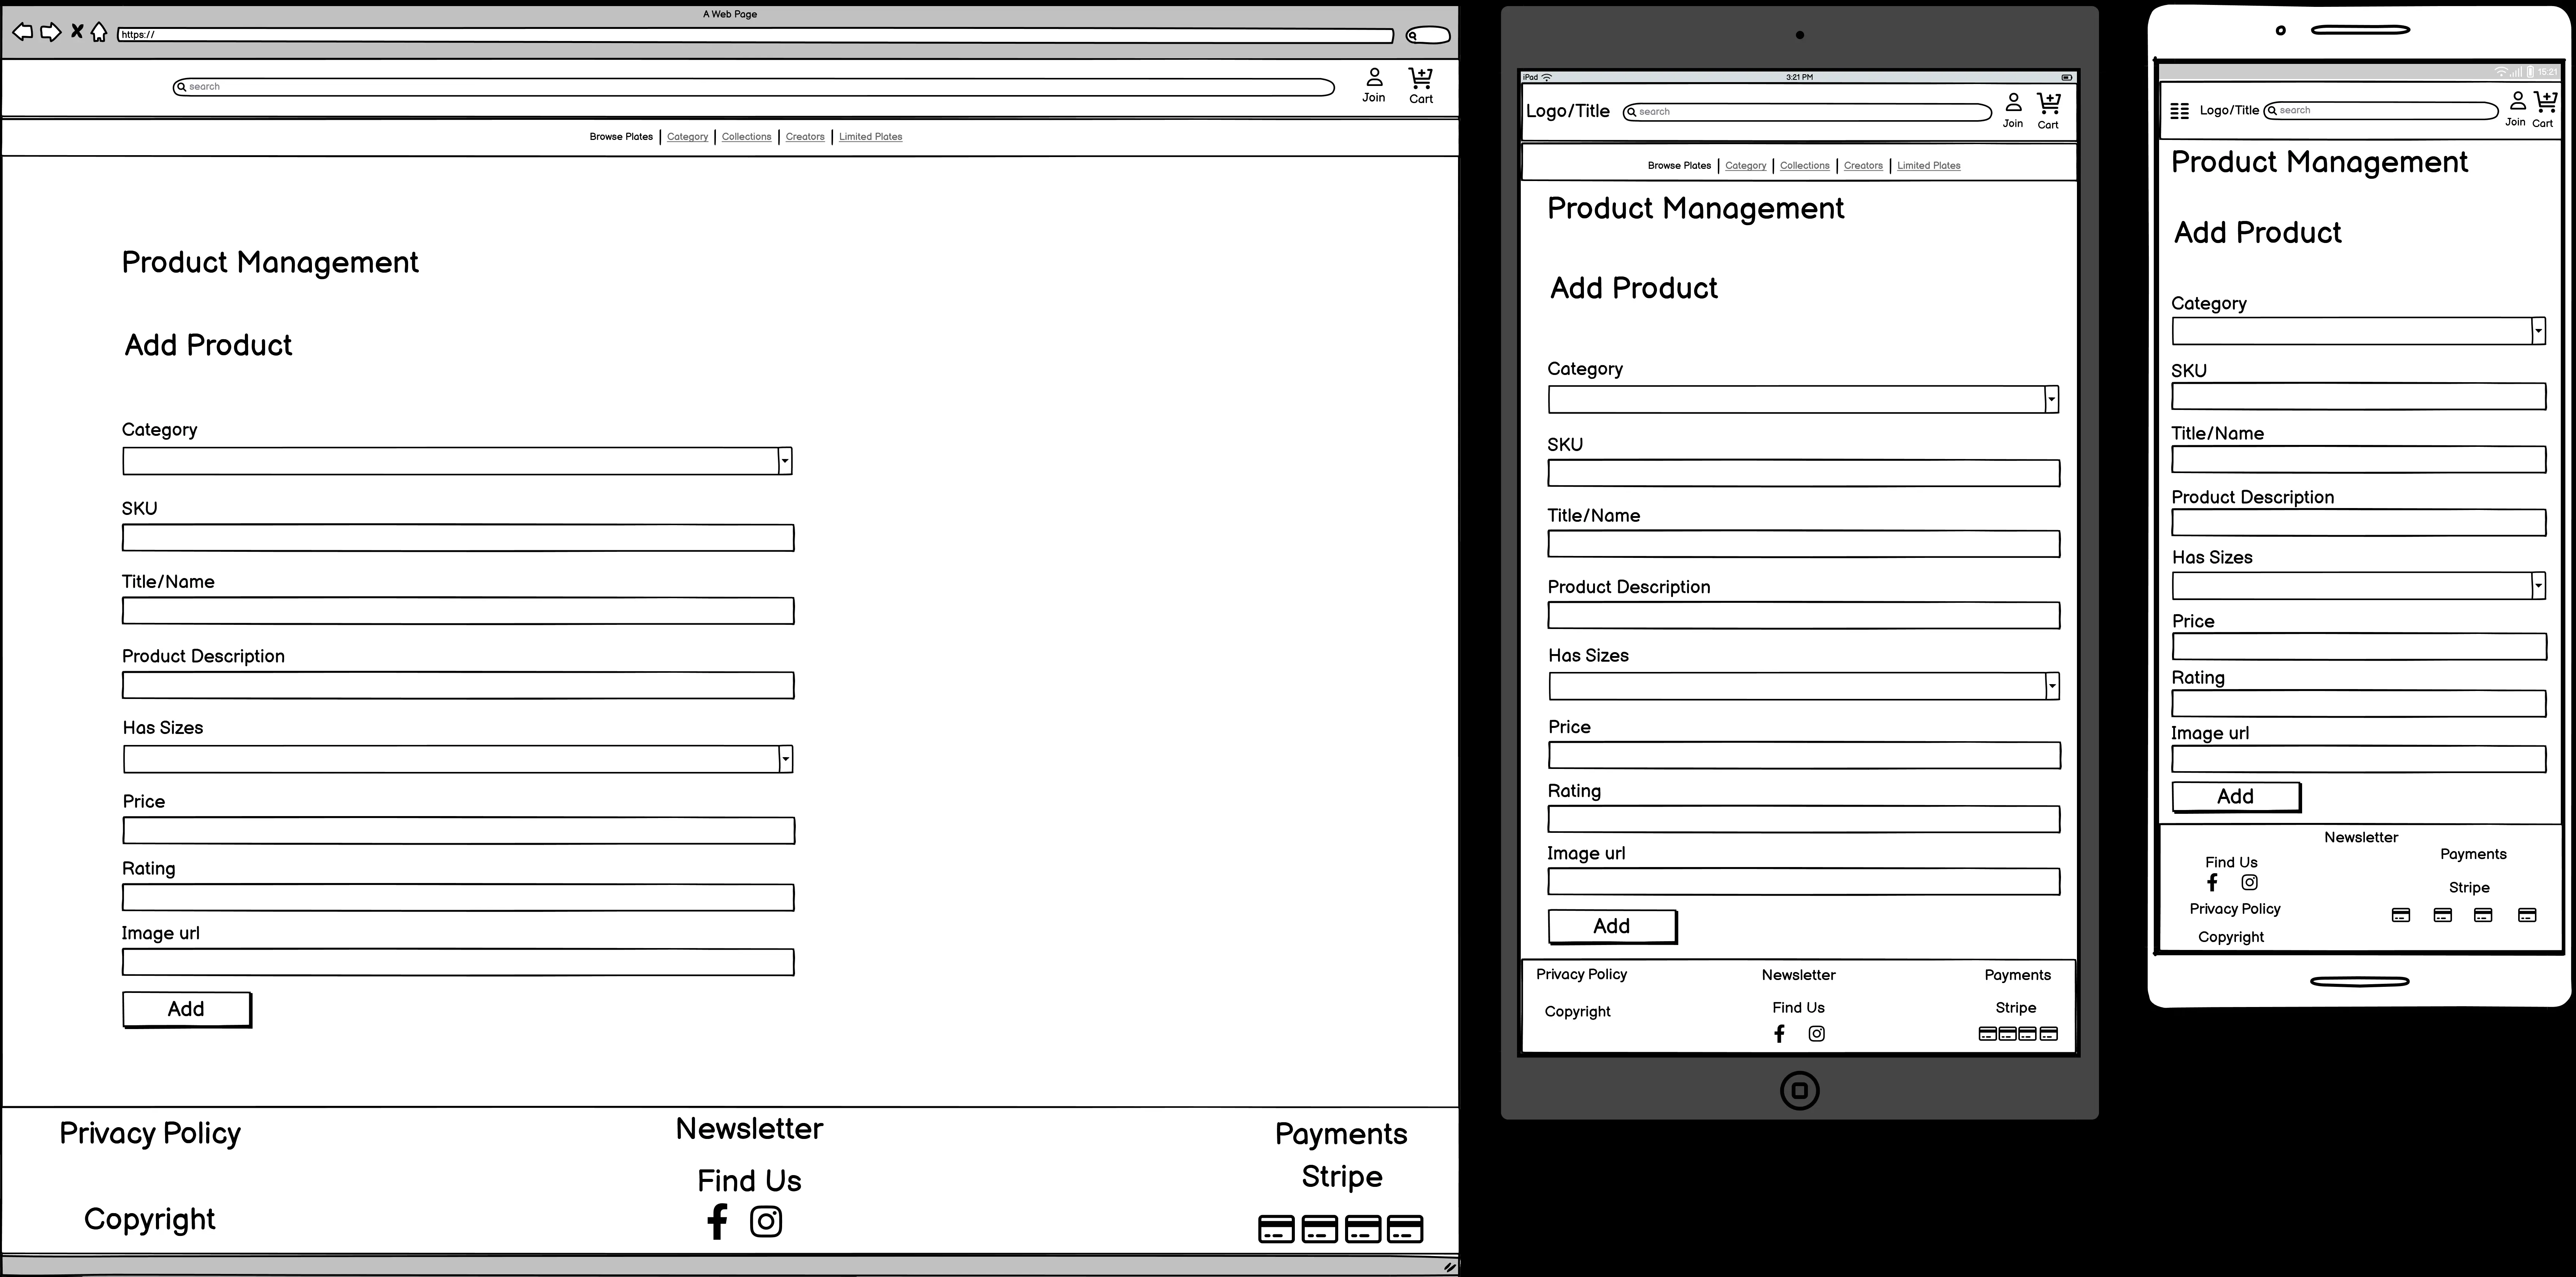 A Web Page
https://
search
Join
Cart
Browse Plates | Category | Collections | Creators | Limited Plates
Product Management
Add Product
Category
SKU
Title/Name
Product Description
Has Sizes
Price
Rating
Image url
Add
Privacy Policy
Copyright
Newsletter
Find Us
Payments
Stripe
iPad
3:21 PM
Logo/Title
search
Join
Cart
Browse Plates | Category | Collections | Creators | Limited Plates
Product Management
Add Product
Category
SKU
Title/Name
Product Description
Has Sizes
Price
Rating
Image url
Add
Privacy Policy
Copyright
Newsletter
Find Us
Payments
Stripe
15:21
Logo/Title
search
Join
Cart
Product Management
Add Product
Category
SKU
Title/Name
Product Description
Has Sizes
Price
Rating
Image url
Add
Newsletter
Find Us
Privacy Policy
Copyright
Payments
Stripe